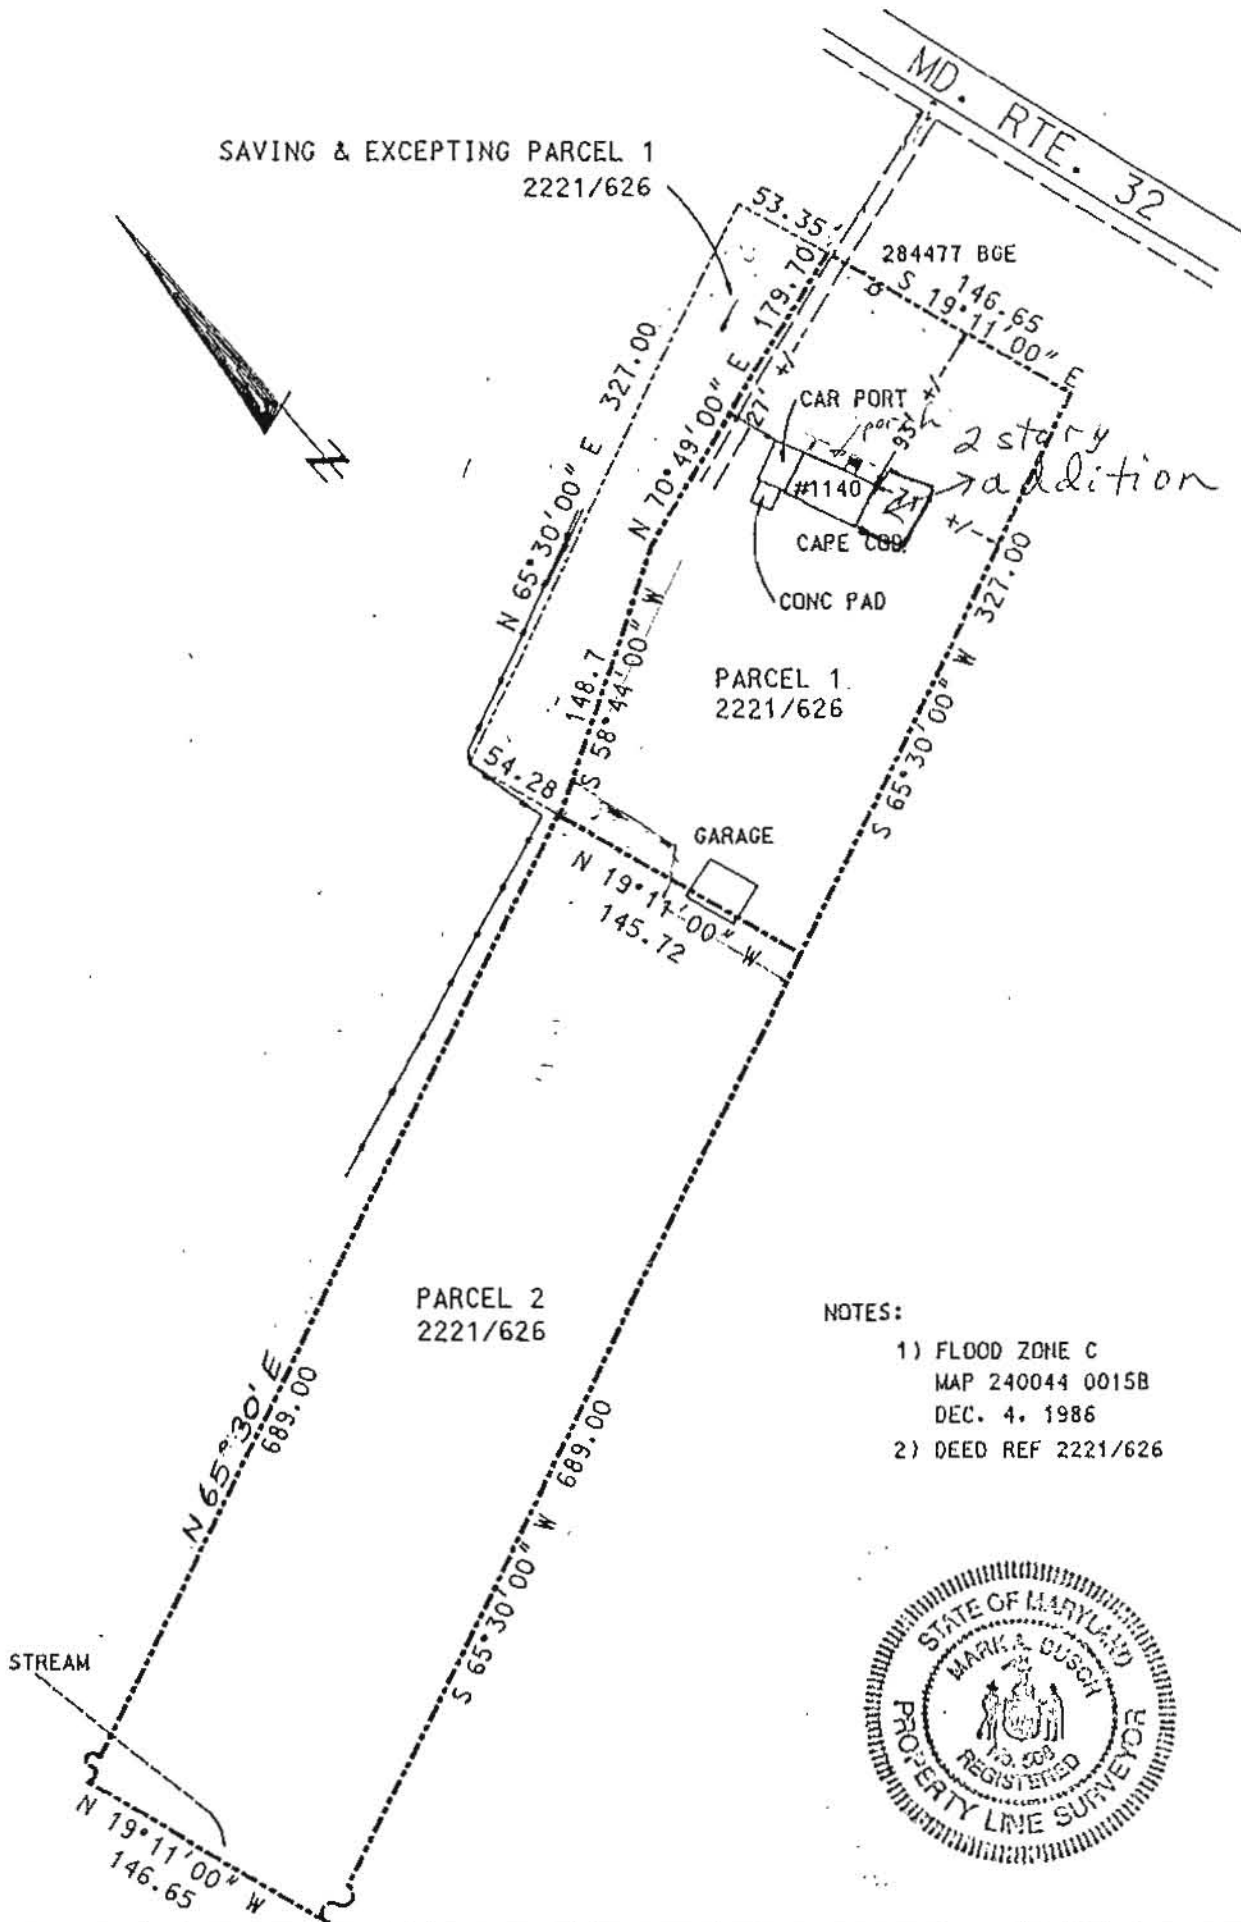 MD. RTE. 32
SAVING & EXCEPTING PARCEL 1
2221/626
53.35
284477 BGE
146.65
S 19°11'00" E
N 70°49'00" E 179.70
27' +/-
93' +/-
CAR PORT
porch
2 story
addition
#1140
CAPE COD
+/-
CONC PAD
N 65°30'00" E 327.00
148.7
S 58°44'00" W
PARCEL 1
2221/626
S 65°30'00" W 327.00
54.28
GARAGE
N 19°11'00" W
145.72
PARCEL 2
2221/626
N 65°30' E
689.00
S 65°30'00" W 689.00
NOTES:
1) FLOOD ZONE C
MAP 240044 0015B
DEC. 4, 1986
2) DEED REF 2221/626
STREAM
N 19°11'00" W
146.65
STATE OF MARYLAND
MARK A. DUSCH
NO. 508
REGISTERED
PROPERTY LINE SURVEYOR
N